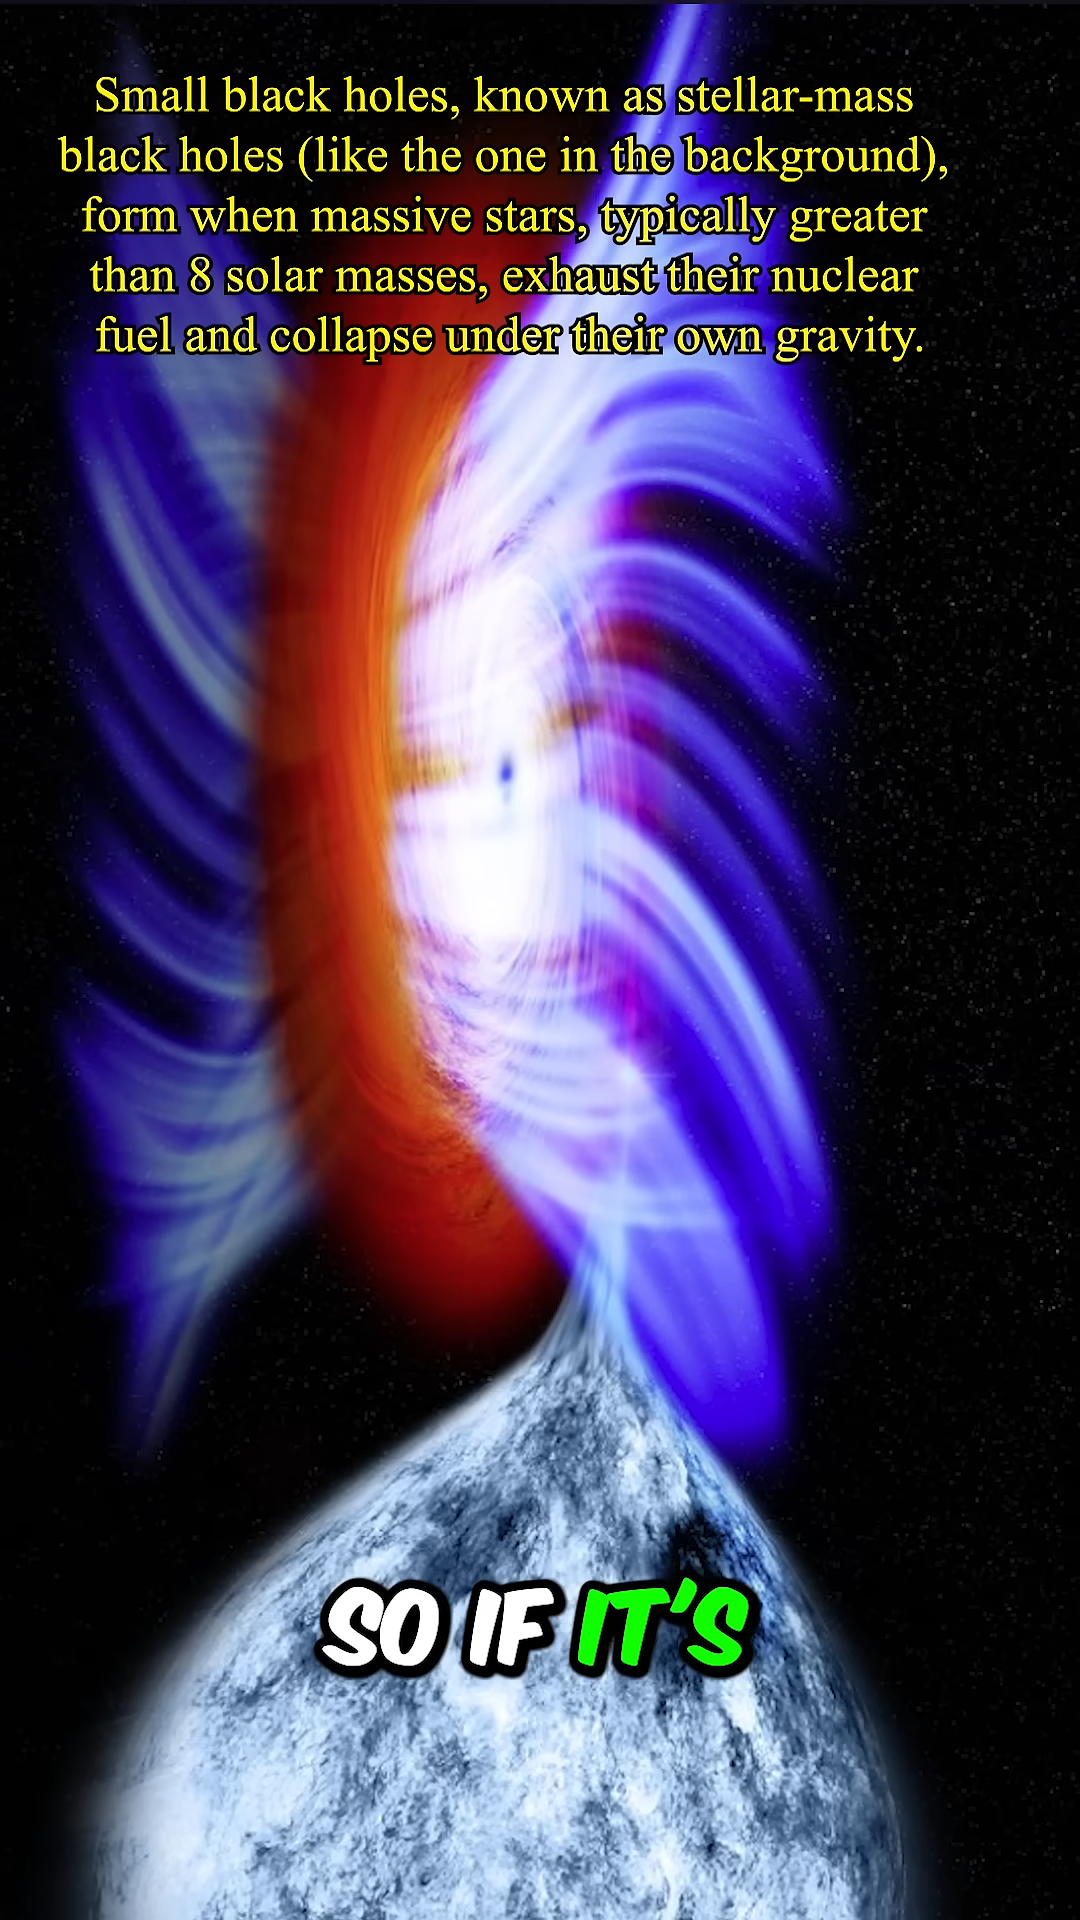 Small black holes, known as stellar-mass
black holes (like the one in the background),
form when massive stars, typically greater
than 8 solar masses, exhaust their nuclear
fuel and collapse under their own gravity.
SO IF IT'S